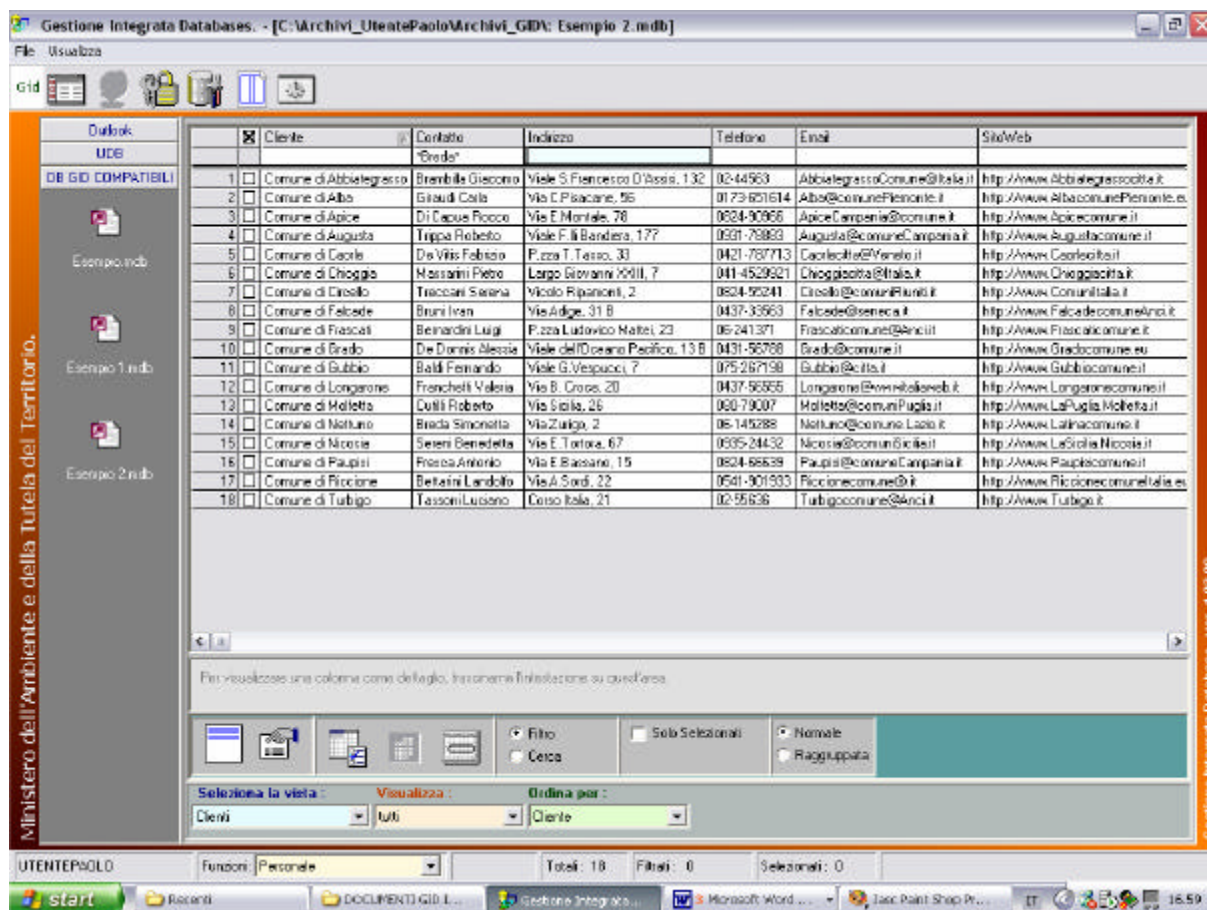 Gestione Integrata Databases. - [C:\Archivi_UtentePaolo\Archivi_GID\: Esempio 2.mdb]
File Visualizza
Gid
Outlook
UDB
DB GID COMPATIBILI
Esempio.mdb
Esempio 1.mdb
Esempio 2.mdb
Ministero dell'Ambiente e della Tutela del Territorio.
Cliente Contatto Indirizzo Telefono Email SitoWeb
"Breda"
1 Comune di Abbiategrasso Brambilla Giacomo Viale S.Francesco D'Assisi, 132 02-44563 AbbiategrassoComune@Italia.it http://www.Abbiategrassocitta.it
2 Comune di Alba Giraudi Carla Via C.Pisacane, 56 0173-651614 Alba@comunePiemonte.it http://www.AlbacomunePiemonte.eu
3 Comune di Apice Di Capua Rocco Via E.Montale, 78 0824-90966 ApiceCampania@comune.it http://www.Apicecomune.it
4 Comune di Augusta Trippa Roberto Viale F.lli Bandiera, 177 0931-78893 Augusta@comuneCampania.it http://www.Augustacomune.it
5 Comune di Caorle De Vitis Fabrizio P.zza T.Tasso, 33 0421-787713 Caorlecitta@Veneto.it http://www.Caorlecitta.it
6 Comune di Chioggia Massarini Pietro Largo Giovanni XXIII, 7 041-4529921 Chioggiacitta@Italia.it http://www.Chioggiacitta.it
7 Comune di Circello Treccani Serena Vicolo Ripamonti, 2 0824-55241 Circello@comuniRiuniti.it http://www.ComuniItalia.it
8 Comune di Falcade Bruni Ivan Via Adige, 31 B 0437-33563 Falcade@seneca.it http://www.FalcadecomuneAnci.it
9 Comune di Frascati Bernardini Luigi P.zza Ludovico Mattei, 23 06-241371 Frascaticomune@Anci.it http://www.Frascaticomune.it
10 Comune di Grado De Donnis Alessia Viale dell'Oceano Pacifico, 13 B 0431-56788 Grado@comune.it http://www.Gradocomune.eu
11 Comune di Gubbio Baldi Fernando Viale G.Vespucci, 7 075-267198 Gubbio@citta.it http://www.Gubbiocomune.it
12 Comune di Longarone Franchetti Valeria Via B. Croce, 20 0437-56555 Longarone@wwwitaliaweb.it http://www.Longaronecomune.it
13 Comune di Molfetta Cutilli Roberto Via Sicilia, 26 080-79007 Molfetta@comuniPuglia.it http://www.LaPuglia.Molfetta.it
14 Comune di Nettuno Breda Simonetta Via Zurigo, 2 06-145288 Nettuno@comune.Lazio.it http://www.Latinacomune.it
15 Comune di Nicosia Sereni Benedetta Via E.Tortora, 67 0935-24432 Nicosia@comuniSicilia.it http://www.LaSicilia.Nicosia.it
16 Comune di Paupisi Fresca Antonio Via E.Bassano, 15 0824-66639 Paupisi@comuneCampania.it http://www.Paupisicomune.it
17 Comune di Riccione Bettarini Landolfo Via A.Sordi, 22 0541-901933 Riccionecomune@.it http://www.RiccionecomuneItalia.eu
18 Comune di Turbigo Tassoni Luciano Corso Italia, 21 02-55636 Turbigocomune@Anci.it http://www.Turbigo.it
Per visualizzare una colonna come dettaglio, trascinarne l'intestazione su quest'area.
Filtro
Cerca
Solo Selezionati
Normale
Raggruppata
Seleziona la vista : Visualizza : Ordina per :
Clienti tutti Cliente
UTENTEPAOLO Funzioni: Personale Totali: 18 Filtrati: 0 Selezionati: 0
start Recenti DOCUMENTI GID 1... Gestione Integrata... 3 Microsoft Word ... Jasc Paint Shop Pr... IT 16.59